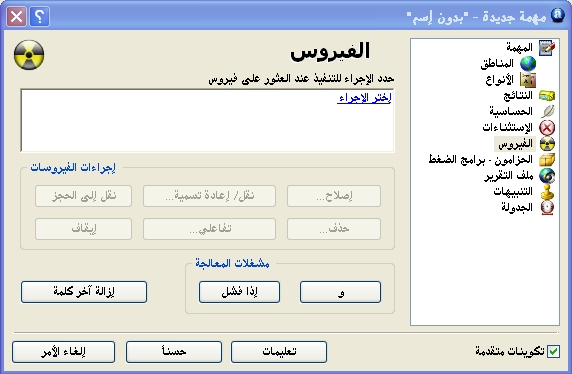 مهمة جديدة - "بدون إسم"
المهمة
المناطق
الأنواع
النتائج
الحساسية
الإستثناءات
الفيروس
الحزامون - برامج الضغط
ملف التقرير
التنبيهات
الجدولة
الفيروس
حدد الإجراء للتنفيذ عند العثور على فيروس
إختر الإجراء
إجراءات الفيروسات
إصلاح... نقل/ إعادة تسمية... نقل إلى الحجز
حذف... تفاعلي... إيقاف
مشغلات المعالجة
و إذا فشل إزالة آخر كلمة
تكوينات متقدمة تعليمات حسناً إلغاء الأمر